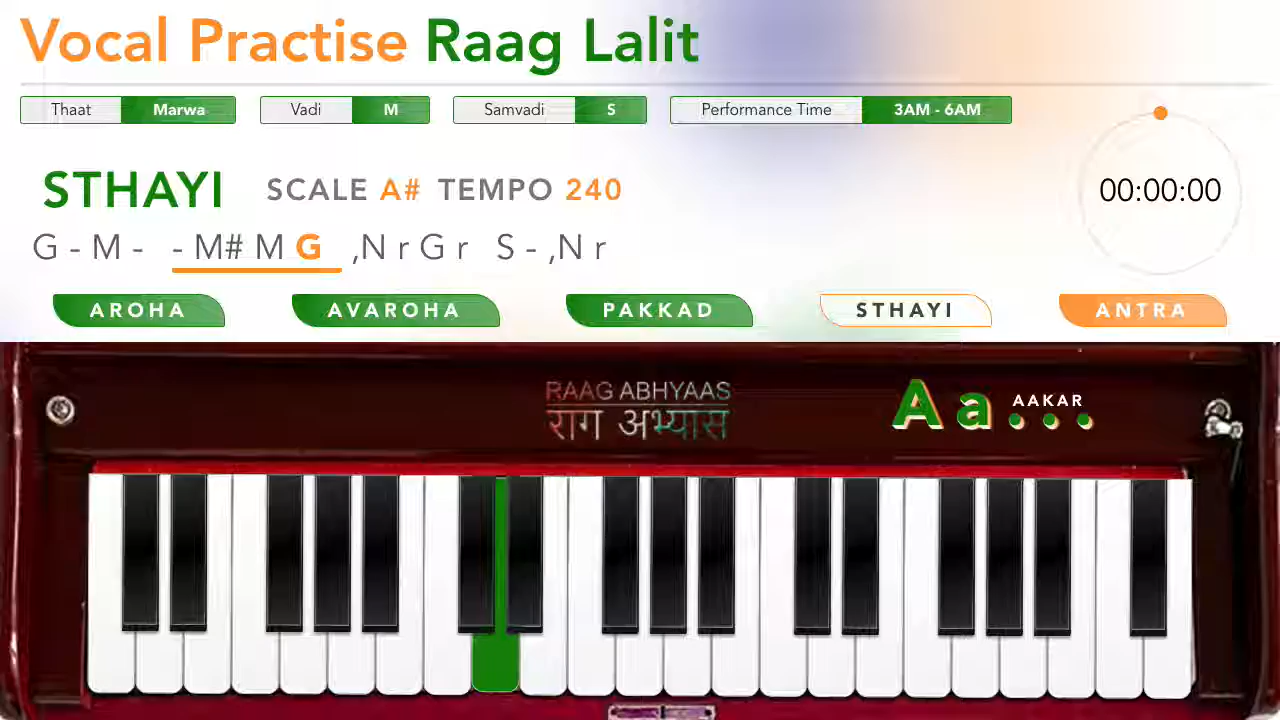 Vocal Practise Raag Lalit
Thaat Marwa Vadi M Samvadi S Performance Time 3AM - 6AM
STHAYI SCALE A# TEMPO 240
00:00:00
G - M - - M# M G ,N r G r S - ,N r
AROHA AVAROHA PAKKAD STHAYI ANTRA
RAAG ABHYAAS
राग अभ्यास
Aa... AAKAR